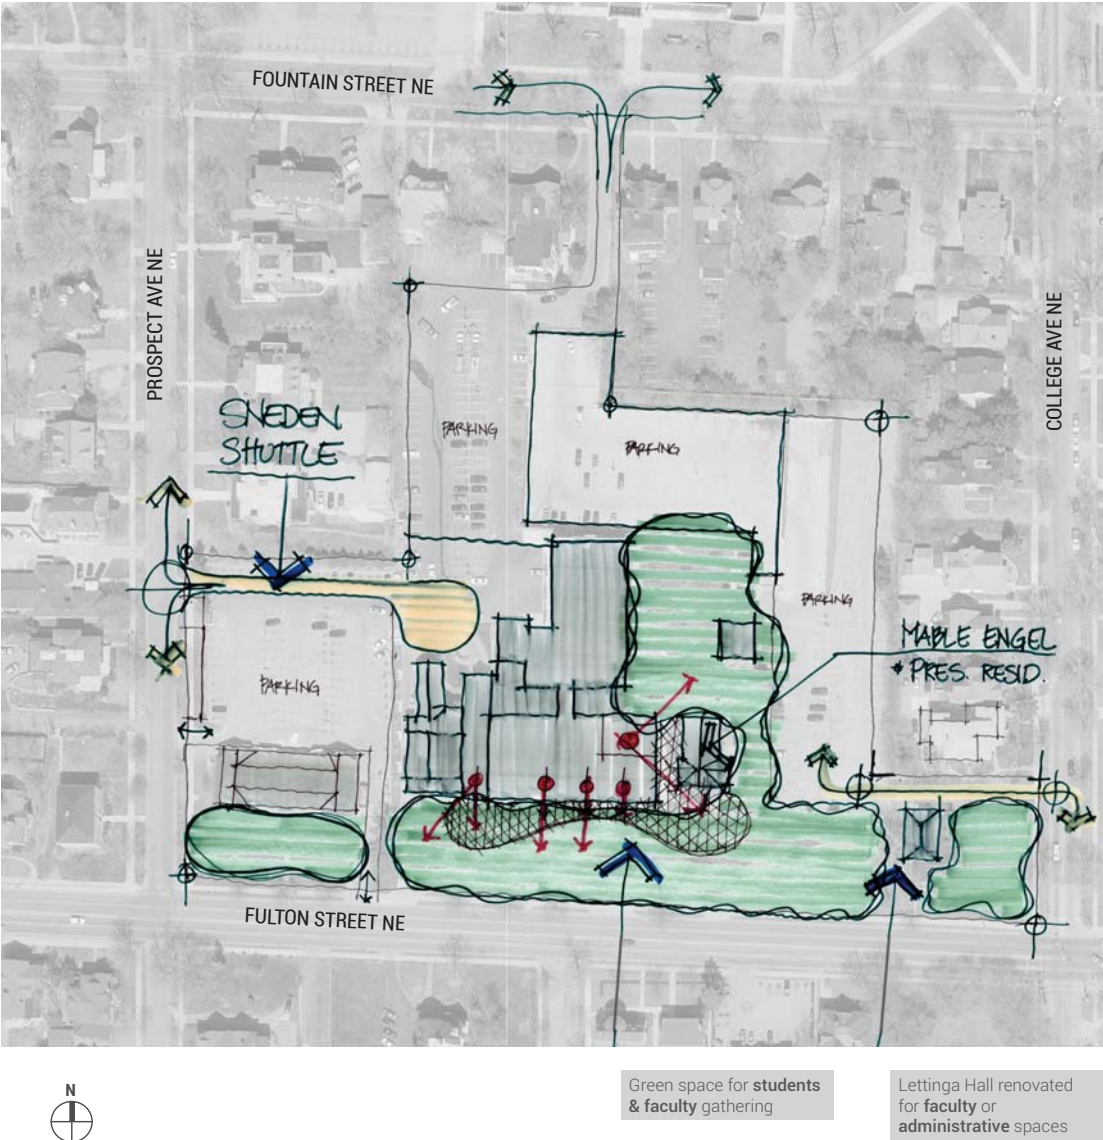 FOUNTAIN STREET NE
PROSPECT AVE NE
COLLEGE AVE NE
SNEDEN
SHUTTLE
PARKING
PARKING
PARKING
MABLE ENGEL
* PRES. RESID.
PARKING
FULTON STREET NE
N
Green space for students
& faculty gathering
Lettinga Hall renovated
for faculty or
administrative spaces